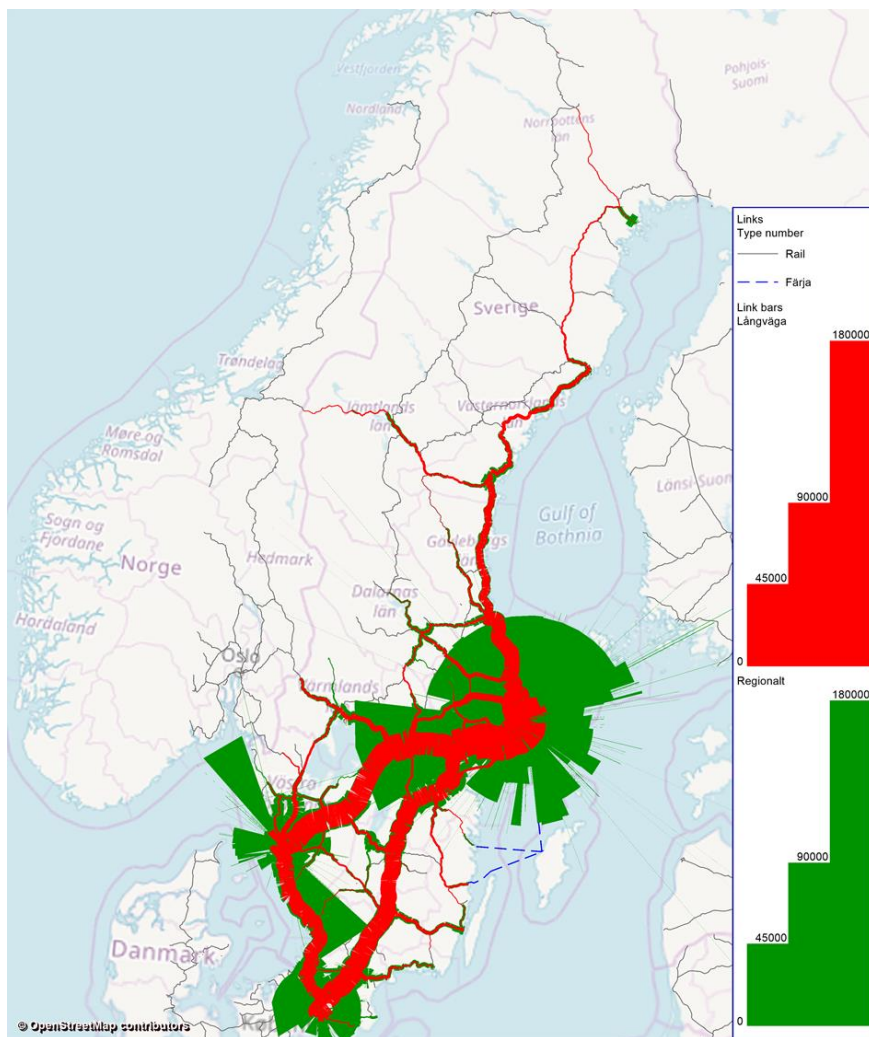 Vestfjorden
Nordland
Pohjois-
Suomi
Norrbottens
län
Sverige
Trøndelag
Jämtlands
län
Västernorrlands
län
Møre og
Romsdal
Länsi-Suomi
Sogn og
Fjordane
Gulf of
Bothnia
Gävleborgs
län
Norge
Hedmark
Dalarnas
län
Hordaland
Oslo
Värmlands
Västra
Danmark
Links
Type number
Rail
Färja
Link bars
Långväga
180000
90000
45000
0
Regionalt
180000
90000
45000
0
© OpenStreetMap contributors